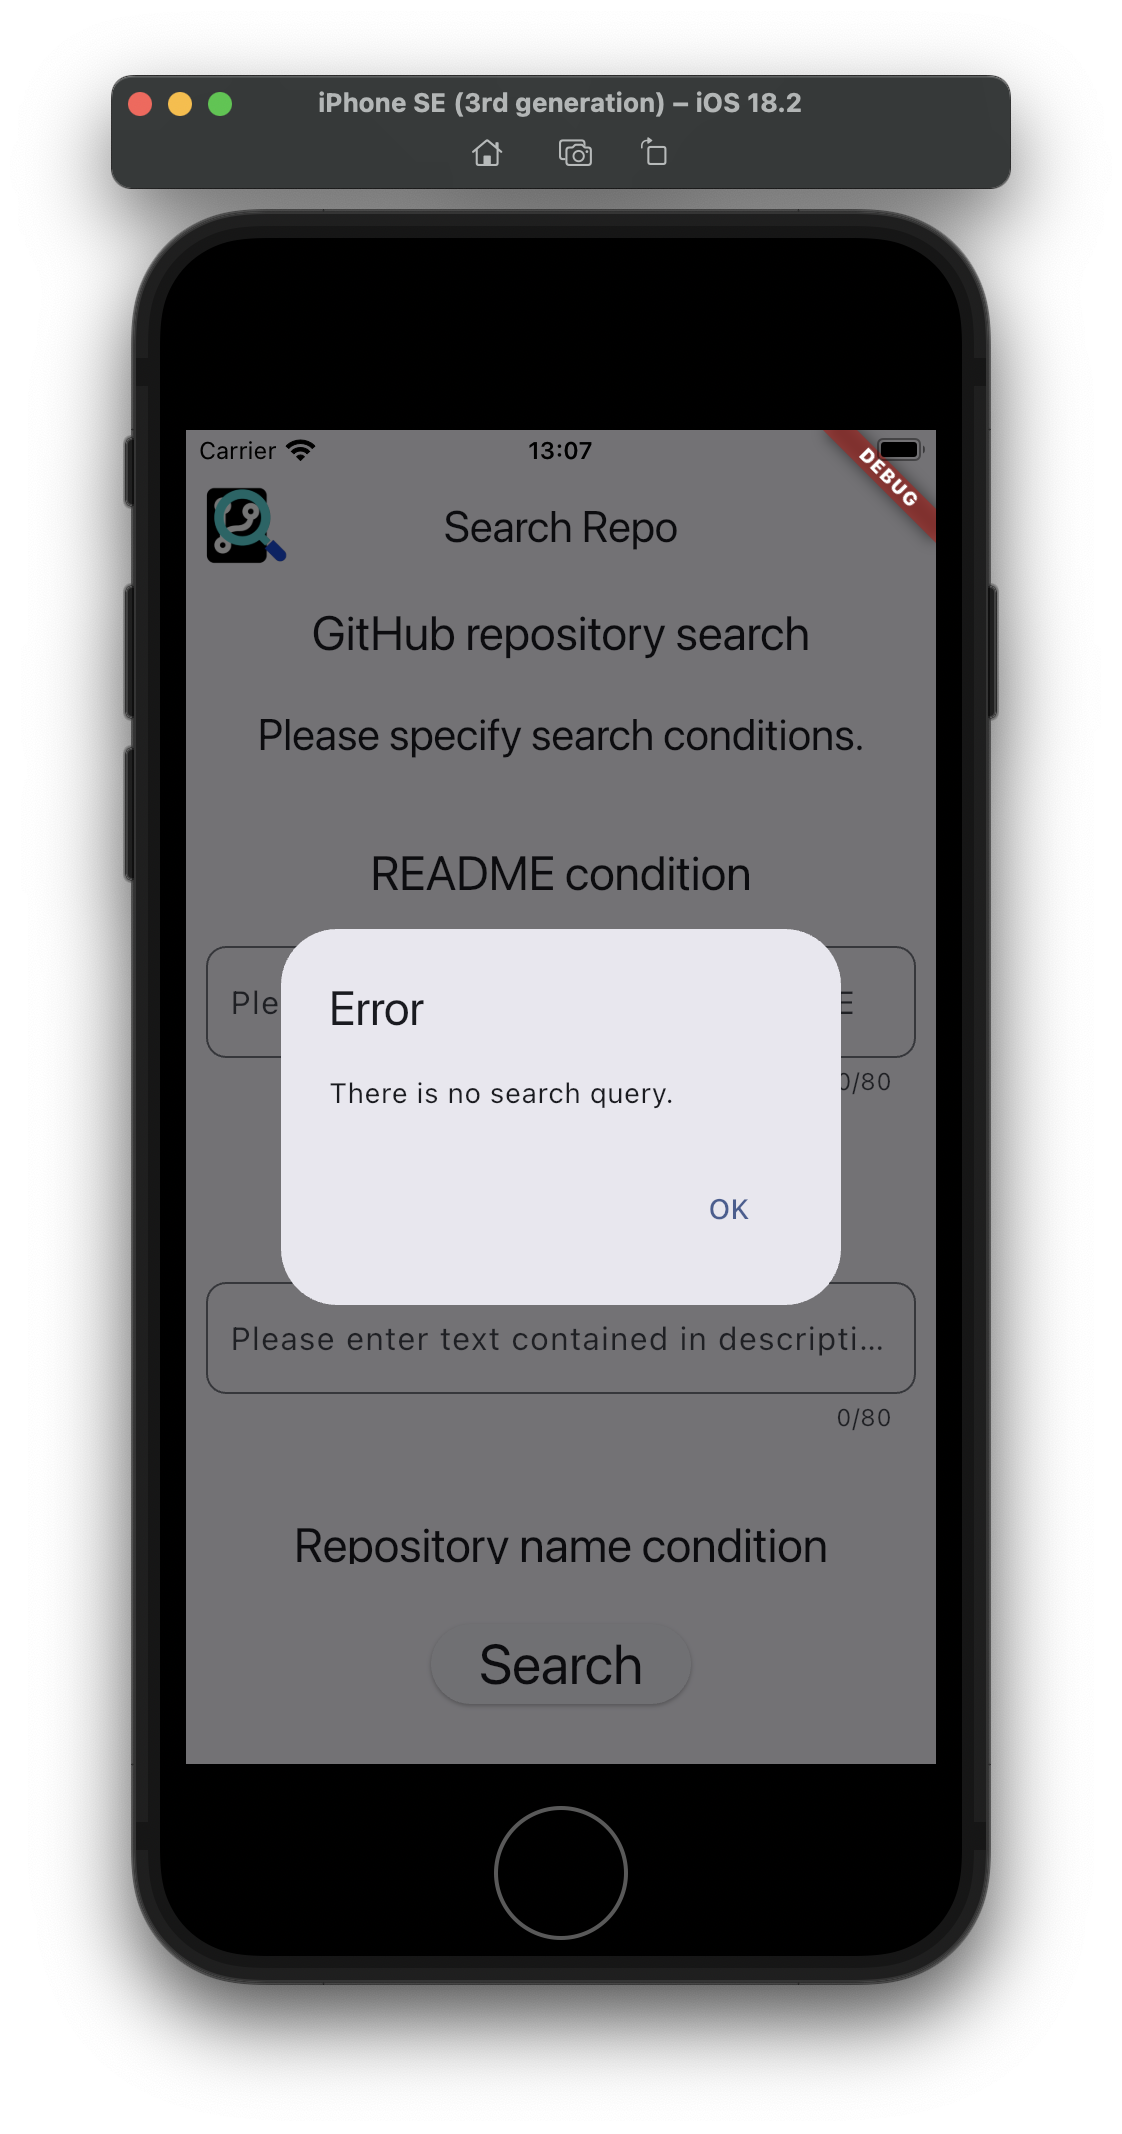 iPhone SE (3rd generation) – iOS 18.2
Carrier 13:07
DEBUG
Search Repo
GitHub repository search
Please specify search conditions.
README condition
Error
There is no search query.
OK
0/80
Please enter text contained in descripti...
0/80
Repository name condition
Search